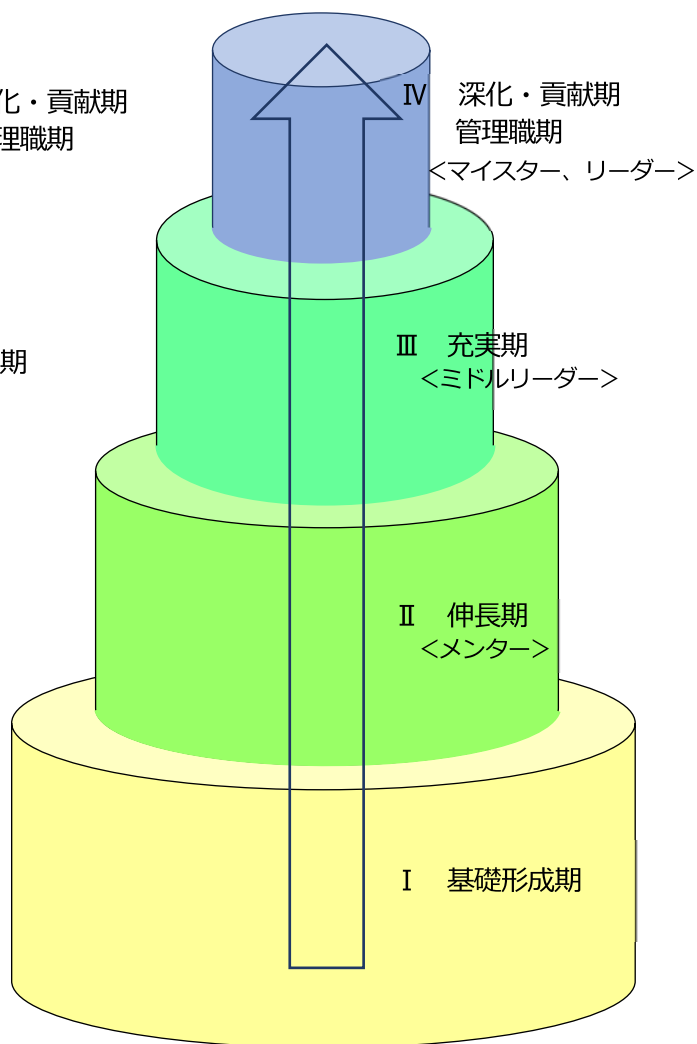 化・貢献期
Ⅳ 深化・貢献期
理職期
管理職期
＜マイスター、リーダー＞
Ⅲ 充実期
期
＜ミドルリーダー＞
Ⅱ 伸長期
＜メンター＞
Ⅰ 基礎形成期